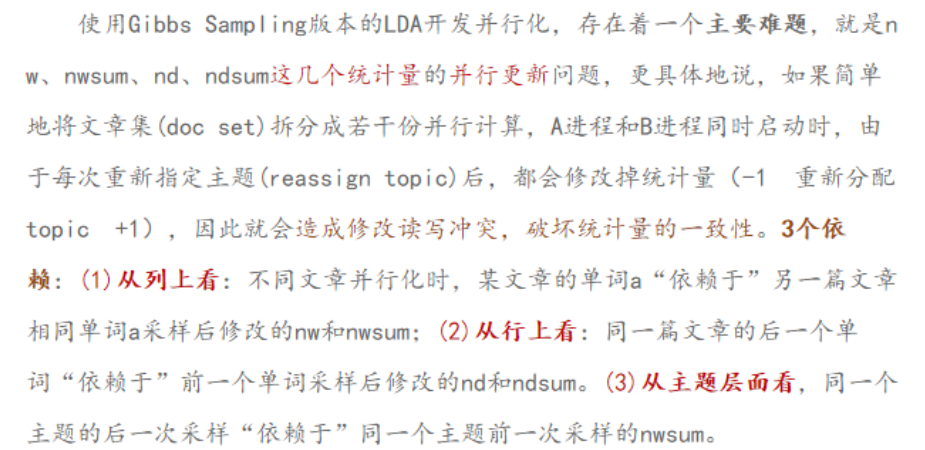 使用Gibbs Sampling版本的LDA开发并行化，存在着一个主要难题，就是n
w、nwsum、nd、ndsum这几个统计量的并行更新问题，更具体地说，如果简单
地将文章集(doc set)拆分成若干份并行计算，A进程和B进程同时启动时，由
于每次重新指定主题(reassign topic)后，都会修改掉统计量（-1 重新分配
topic +1），因此就会造成修改读写冲突，破坏统计量的一致性。3个依
赖：(1)从列上看：不同文章并行化时，某文章的单词a“依赖于”另一篇文章
相同单词a采样后修改的nw和nwsum；(2)从行上看：同一篇文章的后一个单
词“依赖于”前一个单词采样后修改的nd和ndsum。(3)从主题层面看，同一个
主题的后一次采样“依赖于”同一个主题前一次采样的nwsum。